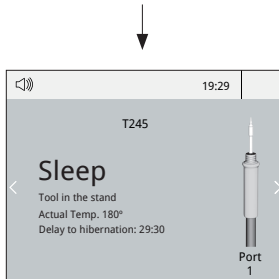 19:29
T245
Sleep
Tool in the stand
Actual Temp. 180º
Delay to hibernation: 29:30
Port
1